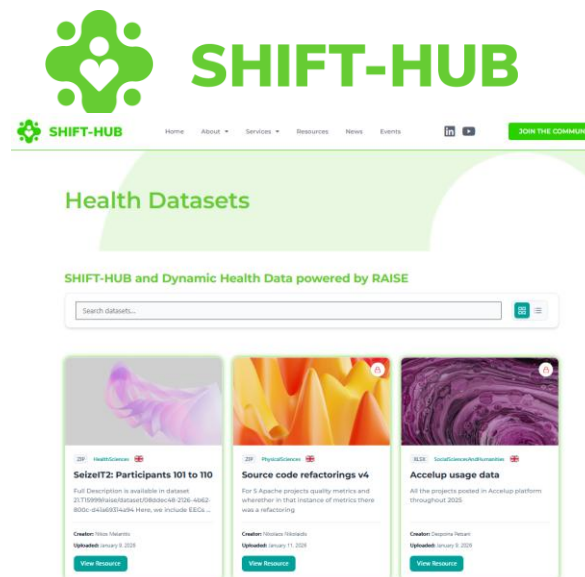 SHIFT-HUB
SHIFT-HUB
Home About Services Resources News Events
JOIN THE COMMUN
Health Datasets
SHIFT-HUB and Dynamic Health Data powered by RAISE
Search datasets...
ZIP HealthSciences
SeizeIT2: Participants 101 to 110
Full Description is available in dataset
Here, we include EEGs ...
Creator: Nikos Melanitis
Uploaded: January 9, 2026
View Resource
ZIP PhysicalSciences
Source code refactorings v4
For 5 Apache projects quality metrics and
wherether in that instance of metrics there
was a refactoring
Creator: Nikolaos Nikolaidis
Uploaded: January 11, 2026
View Resource
XLSX SocialSciencesAndHumanities
Accelup usage data
All the projects posted in Accelup platform
throughout 2025
Creator: Despoina Petsani
Uploaded: January 9, 2026
View Resource